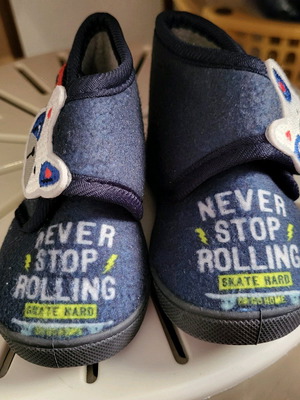 NEVER
STOP
ROLLING
SKATE HARD
NEVER
STOP
ROLLING
SKATE HARD